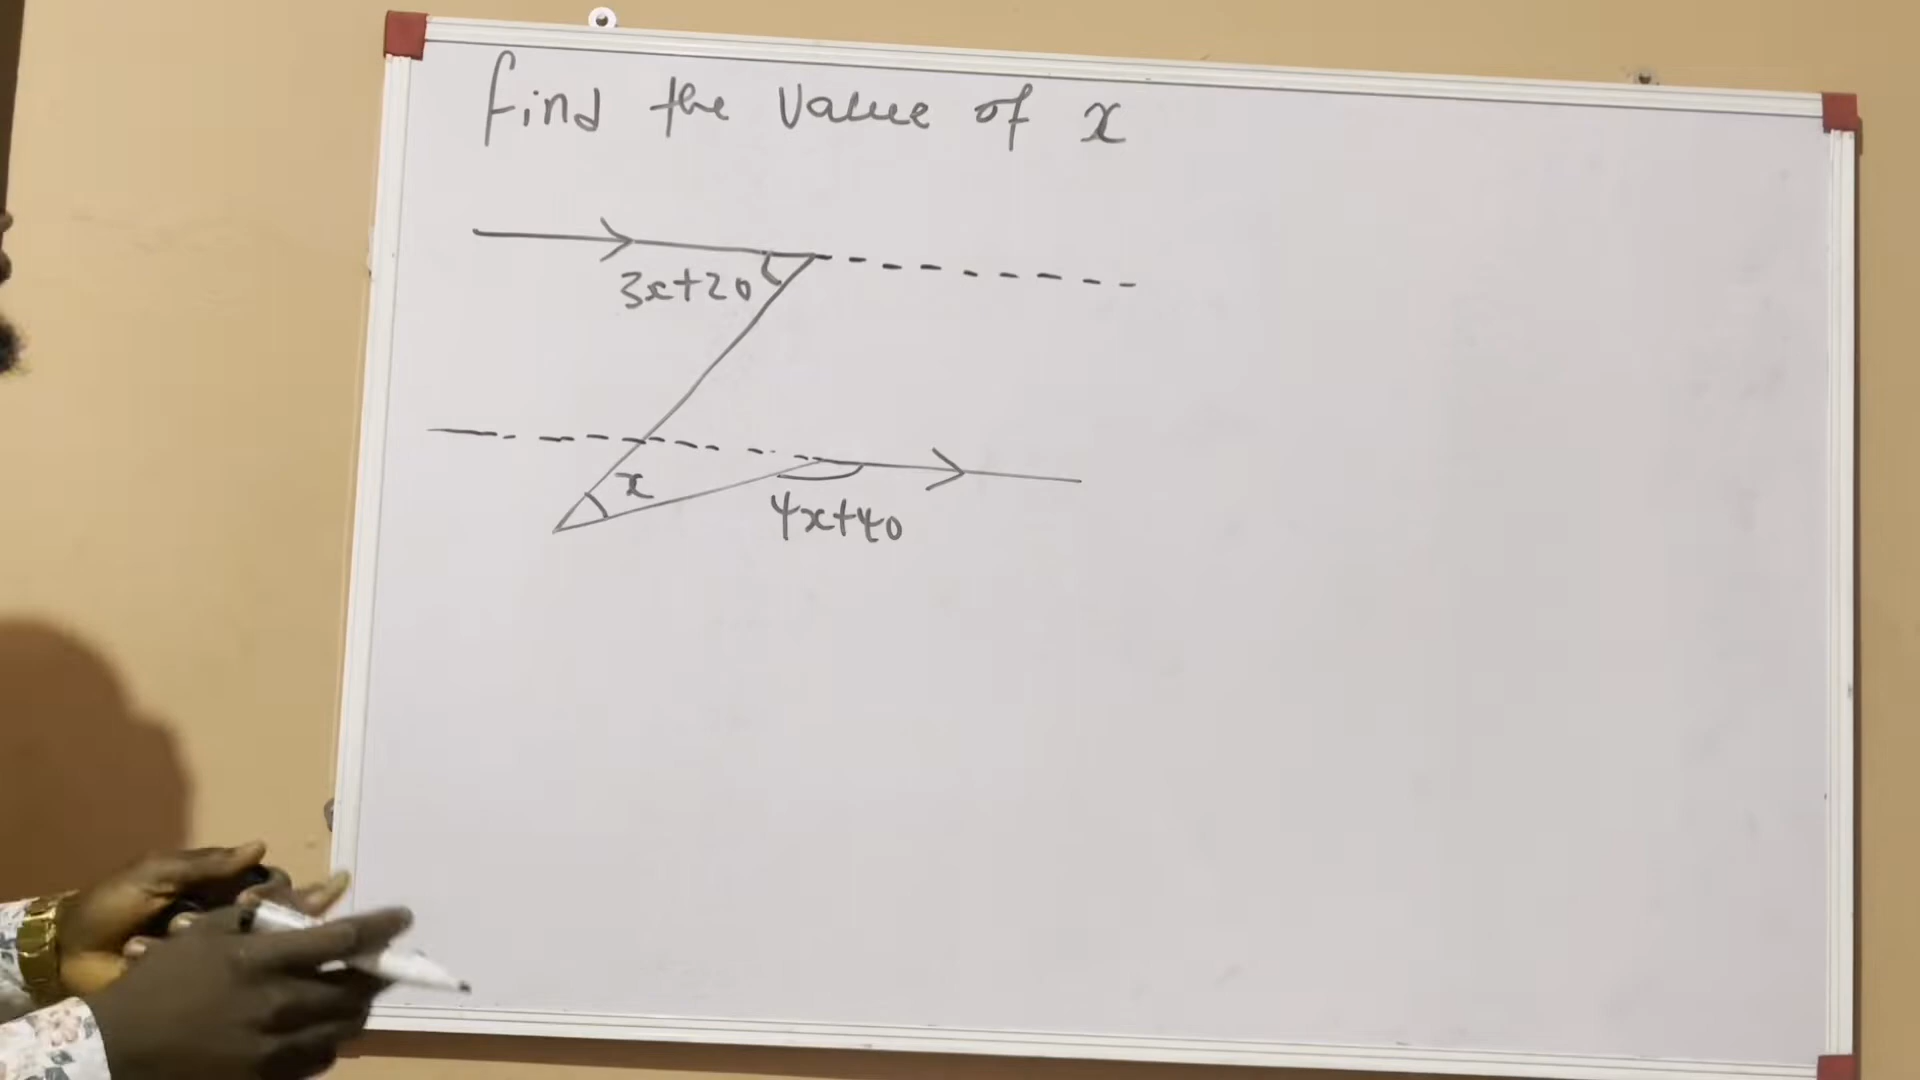 find the value of x
3x+20
x
4x+40